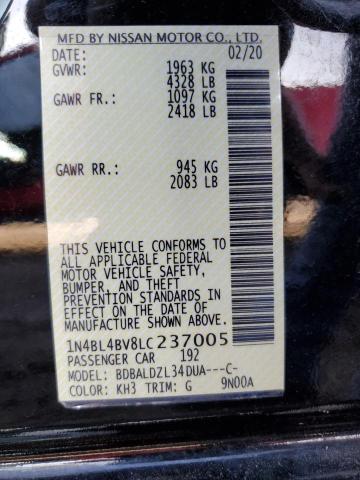 MFD BY NISSAN MOTOR CO., LTD.
DATE: 02/20
GVWR: 1963 KG
4328 LB
GAWR FR.: 1097 KG
2418 LB
GAWR RR.: 945 KG
2083 LB
THIS VEHICLE CONFORMS TO
ALL APPLICABLE FEDERAL
MOTOR VEHICLE SAFETY,
BUMPER, AND THEFT
PREVENTION STANDARDS IN
EFFECT ON THE DATE OF
MANUFACTURE SHOWN ABOVE.
1N4BL4BV8LC237005
PASSENGER CAR 192
MODEL: BDBALDZL34DUA---C-
COLOR: KH3 TRIM: G 9N00A